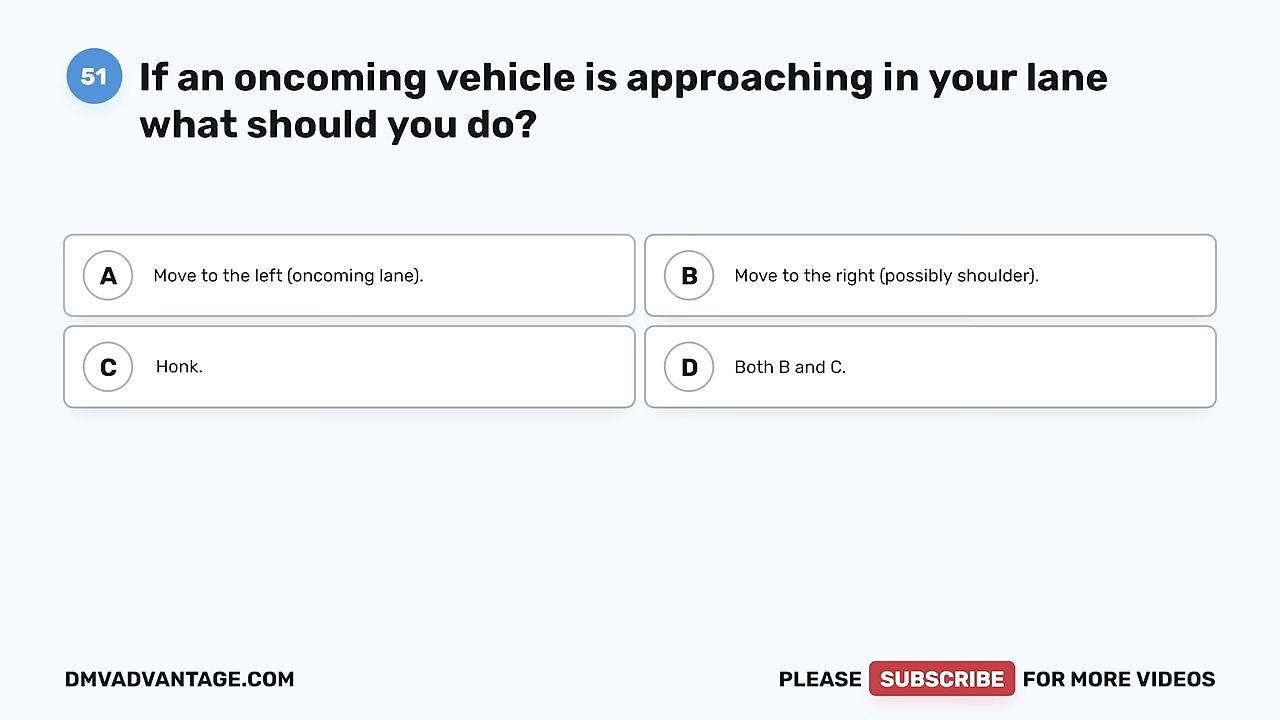 51
If an oncoming vehicle is approaching in your lane
what should you do?
A Move to the left (oncoming lane).
B Move to the right (possibly shoulder).
C Honk.
D Both B and C.
DMVADVANTAGE.COM
PLEASE SUBSCRIBE FOR MORE VIDEOS